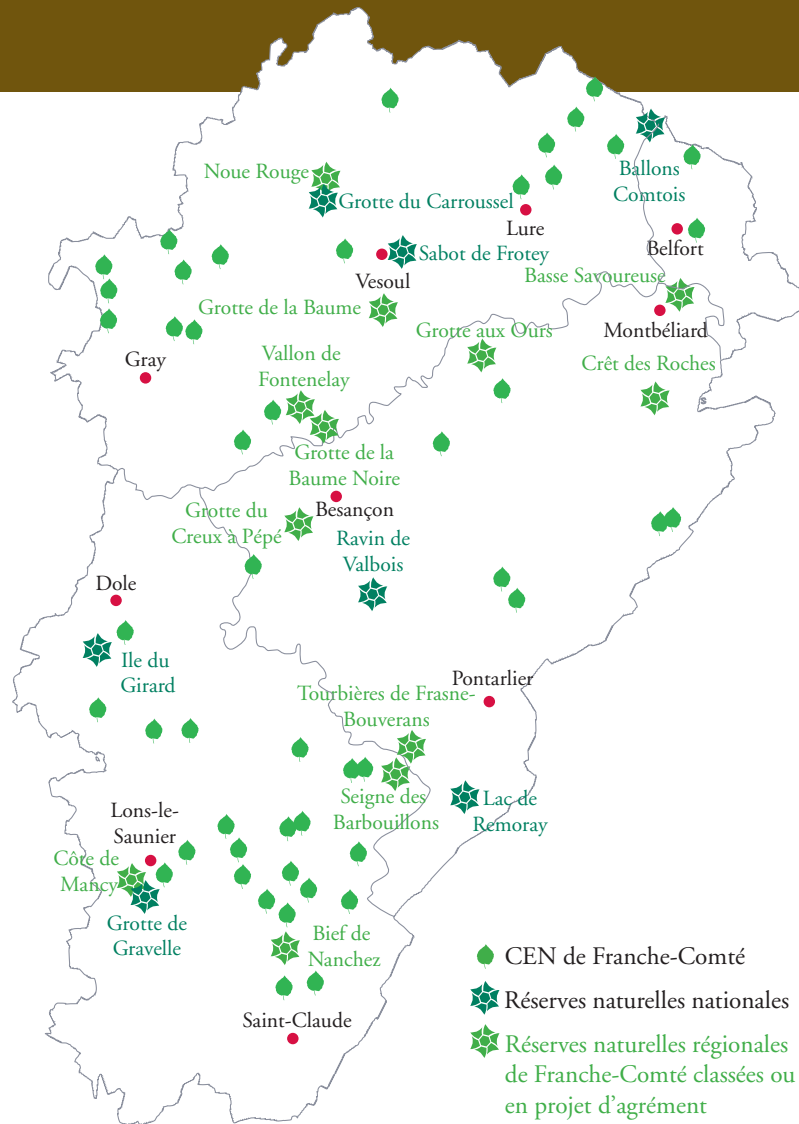 Noue Rouge
Grotte du Carroussel
Ballons
Comtois
Lure
Belfort
Sabot de Frotey
Vesoul
Basse Savoureuse
Grotte de la Baume
Grotte aux Ours
Montbéliard
Gray
Vallon de
Fontenelay
Crêt des Roches
s
Grotte de la
Baume Noire
Besançon
Grotte du
Creux à Pépé
Ravin de
Valbois
Dole
Ile du
Girard
Pontarlier
Tourbières de Frasne-
Bouverans
Seigne des
Barbouillons
Lac de
Remoray
Lons-le-
Saunier
Côte de
Mancy
Grotte de
Gravelle
Bief de
Nanchez
Saint-Claude
CEN de Franche-Comté
Réserves naturelles nationales
Réserves naturelles régionales
de Franche-Comté classées ou
en projet d'agrément